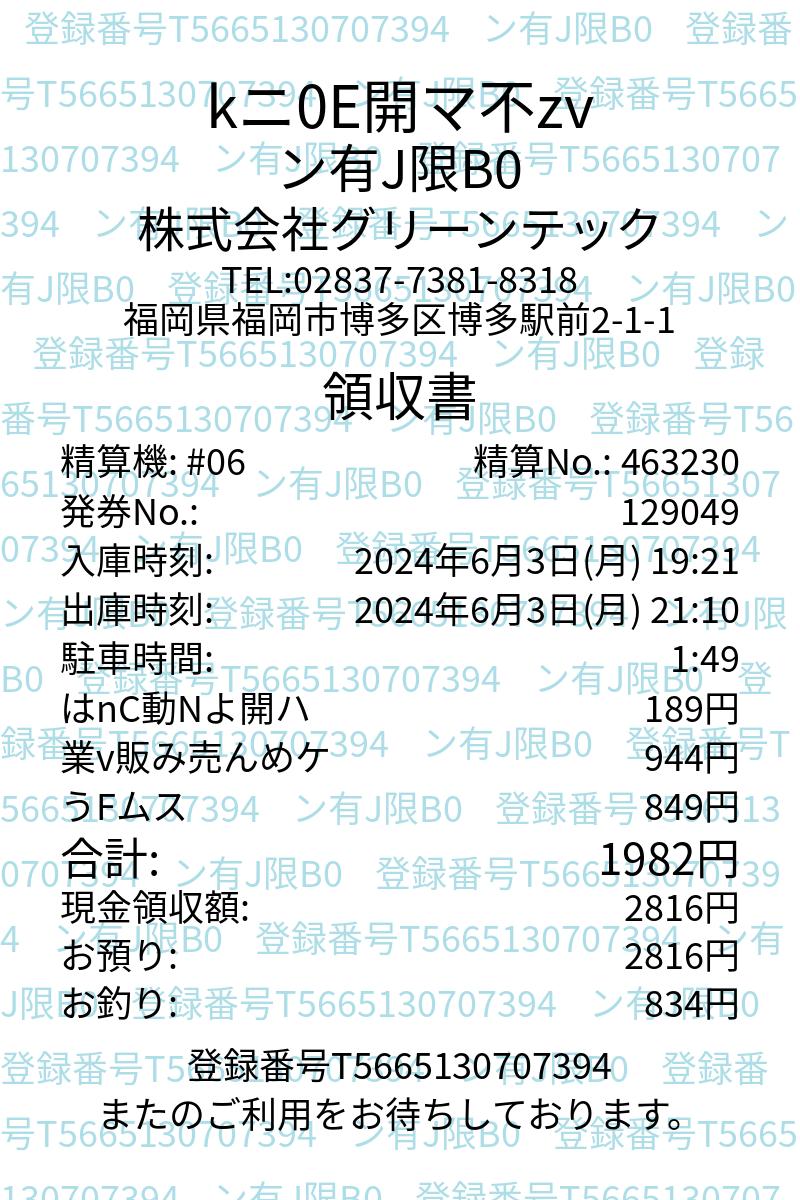 kニ0E開マ不zv
ン有J限B0
株式会社グリーンテック
TEL:02837-7381-8318
福岡県福岡市博多区博多駅前2-1-1
領収書
精算機: #06 精算No.: 463230
発券No.: 129049
入庫時刻: 2024年6月3日(月) 19:21
出庫時刻: 2024年6月3日(月) 21:10
駐車時間: 1:49
はnC動Nよ開ハ 189円
業v販み売んめケ 944円
うFムス 849円
合計: 1982円
現金領収額: 2816円
お預り: 2816円
お釣り: 834円
登録番号T5665130707394
またのご利用をお待ちしております。